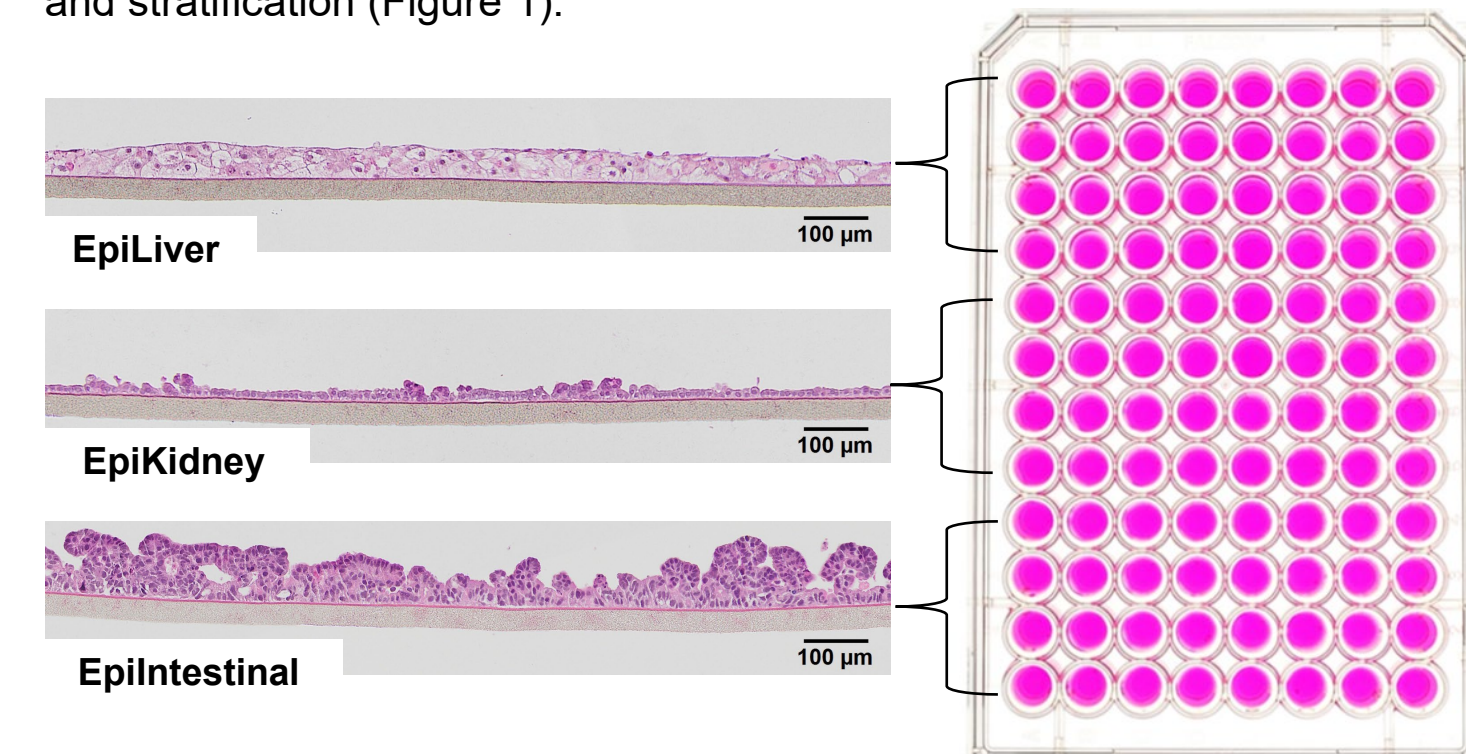 and stratification (Figure 1).
100 µm
EpiLiver
100 µm
EpiKidney
100 µm
EpiIntestinal